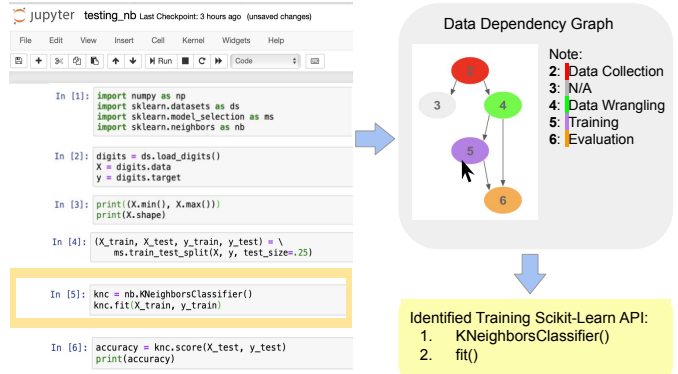 jupyter testing_nb Last Checkpoint: 3 hours ago (unsaved changes)
File Edit View Insert Cell Kernel Widgets Help
Run C Code
In [1]: import numpy as np
import sklearn.datasets as ds
import sklearn.model_selection as ms
import sklearn.neighbors as nb
In [2]: digits = ds.load_digits()
X = digits.data
y = digits.target
In [3]: print((X.min(), X.max()))
print(X.shape)
In [4]: (X_train, X_test, y_train, y_test) = \
ms.train_test_split(X, y, test_size=.25)
In [5]: knc = nb.KNeighborsClassifier()
knc.fit(X_train, y_train)
In [6]: accuracy = knc.score(X_test, y_test)
print(accuracy)
Data Dependency Graph
2
3 4
5
6
Note:
2: Data Collection
3: N/A
4: Data Wrangling
5: Training
6: Evaluation
Identified Training Scikit-Learn API:
1. KNeighborsClassifier()
2. fit()